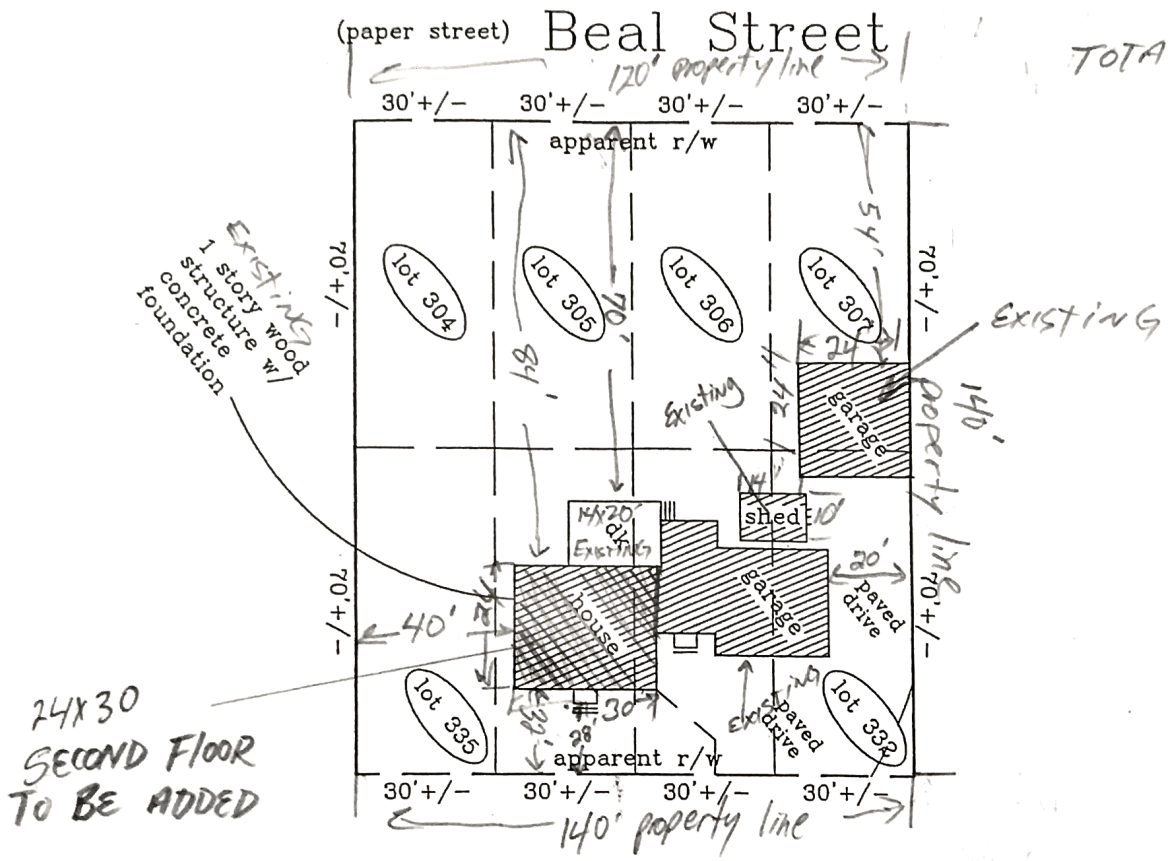 (paper street) Beal Street
TOTA
120' property line
30'+/- 30'+/- 30'+/- 30'+/-
apparent r/w
54'
84'
70'
EXISTING
1 story wood
structure w/
concrete
foundation
70'+/-
lot 304
lot 305
lot 306
lot 307
70'+/-
EXISTING
24'
24'
garage
140'
property line
Existing
14'
shed
10'
14X20'
dk
EXISTING
70'+/-
40'
24'
house
garage
20'
paved
drive
70'+/-
24X30
SECOND FLOOR
TO BE ADDED
lot 335
32'
30'
28'
EXISTING
paved
drive
lot 332
apparent r/w
30'+/- 30'+/- 30'+/- 30'+/-
140' property line